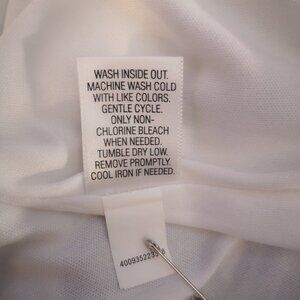 WASH INSIDE OUT.
MACHINE WASH COLD
WITH LIKE COLORS.
GENTLE CYCLE.
ONLY NON-
CHLORINE BLEACH
WHEN NEEDED.
TUMBLE DRY LOW.
REMOVE PROMPTLY.
COOL IRON IF NEEDED.